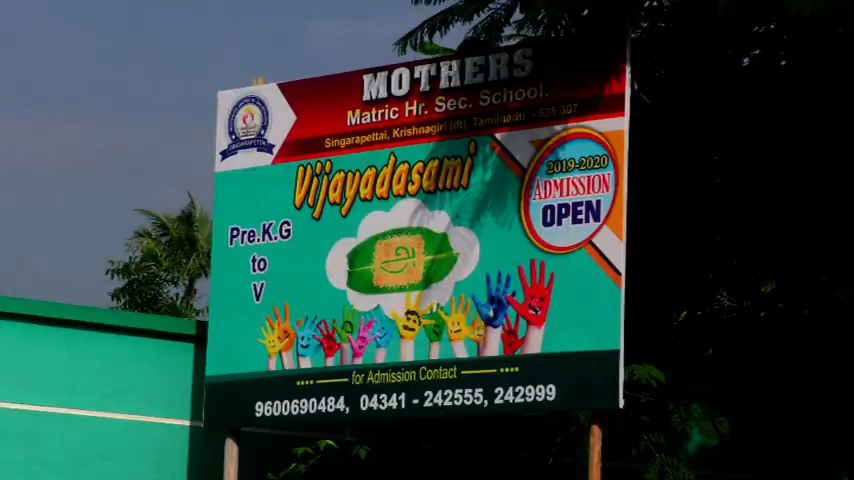 MOTHERS
Matric Hr. Sec. School.
Singarapettai, Krishnagiri (dt), Tamilnadu - 635 307
SINGARAPETTAI
Vijayadasami
2019-2020
ADMISSION
OPEN
Pre.K.G
to
V
அ
for Admission Contact
9600690484, 04341 - 242555, 242999